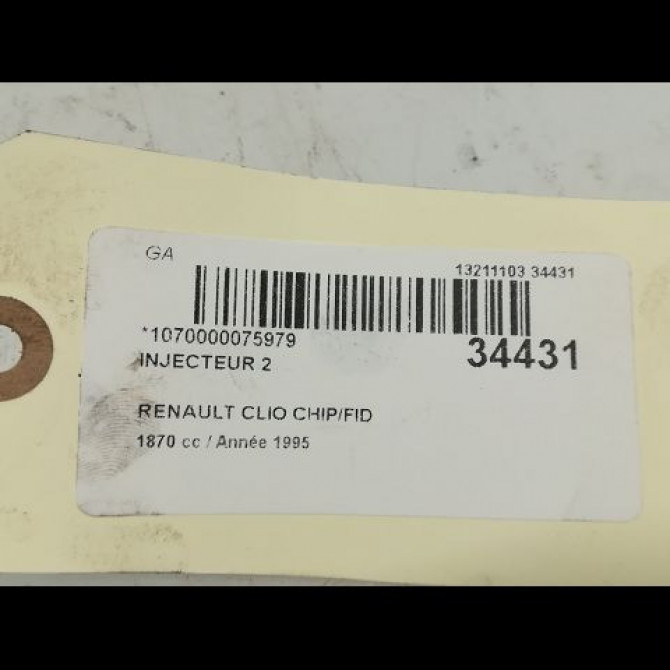 GA
13211103 34431
*1070000075979
34431
INJECTEUR 2
RENAULT CLIO CHIP/FID
1870 cc / Année 1995